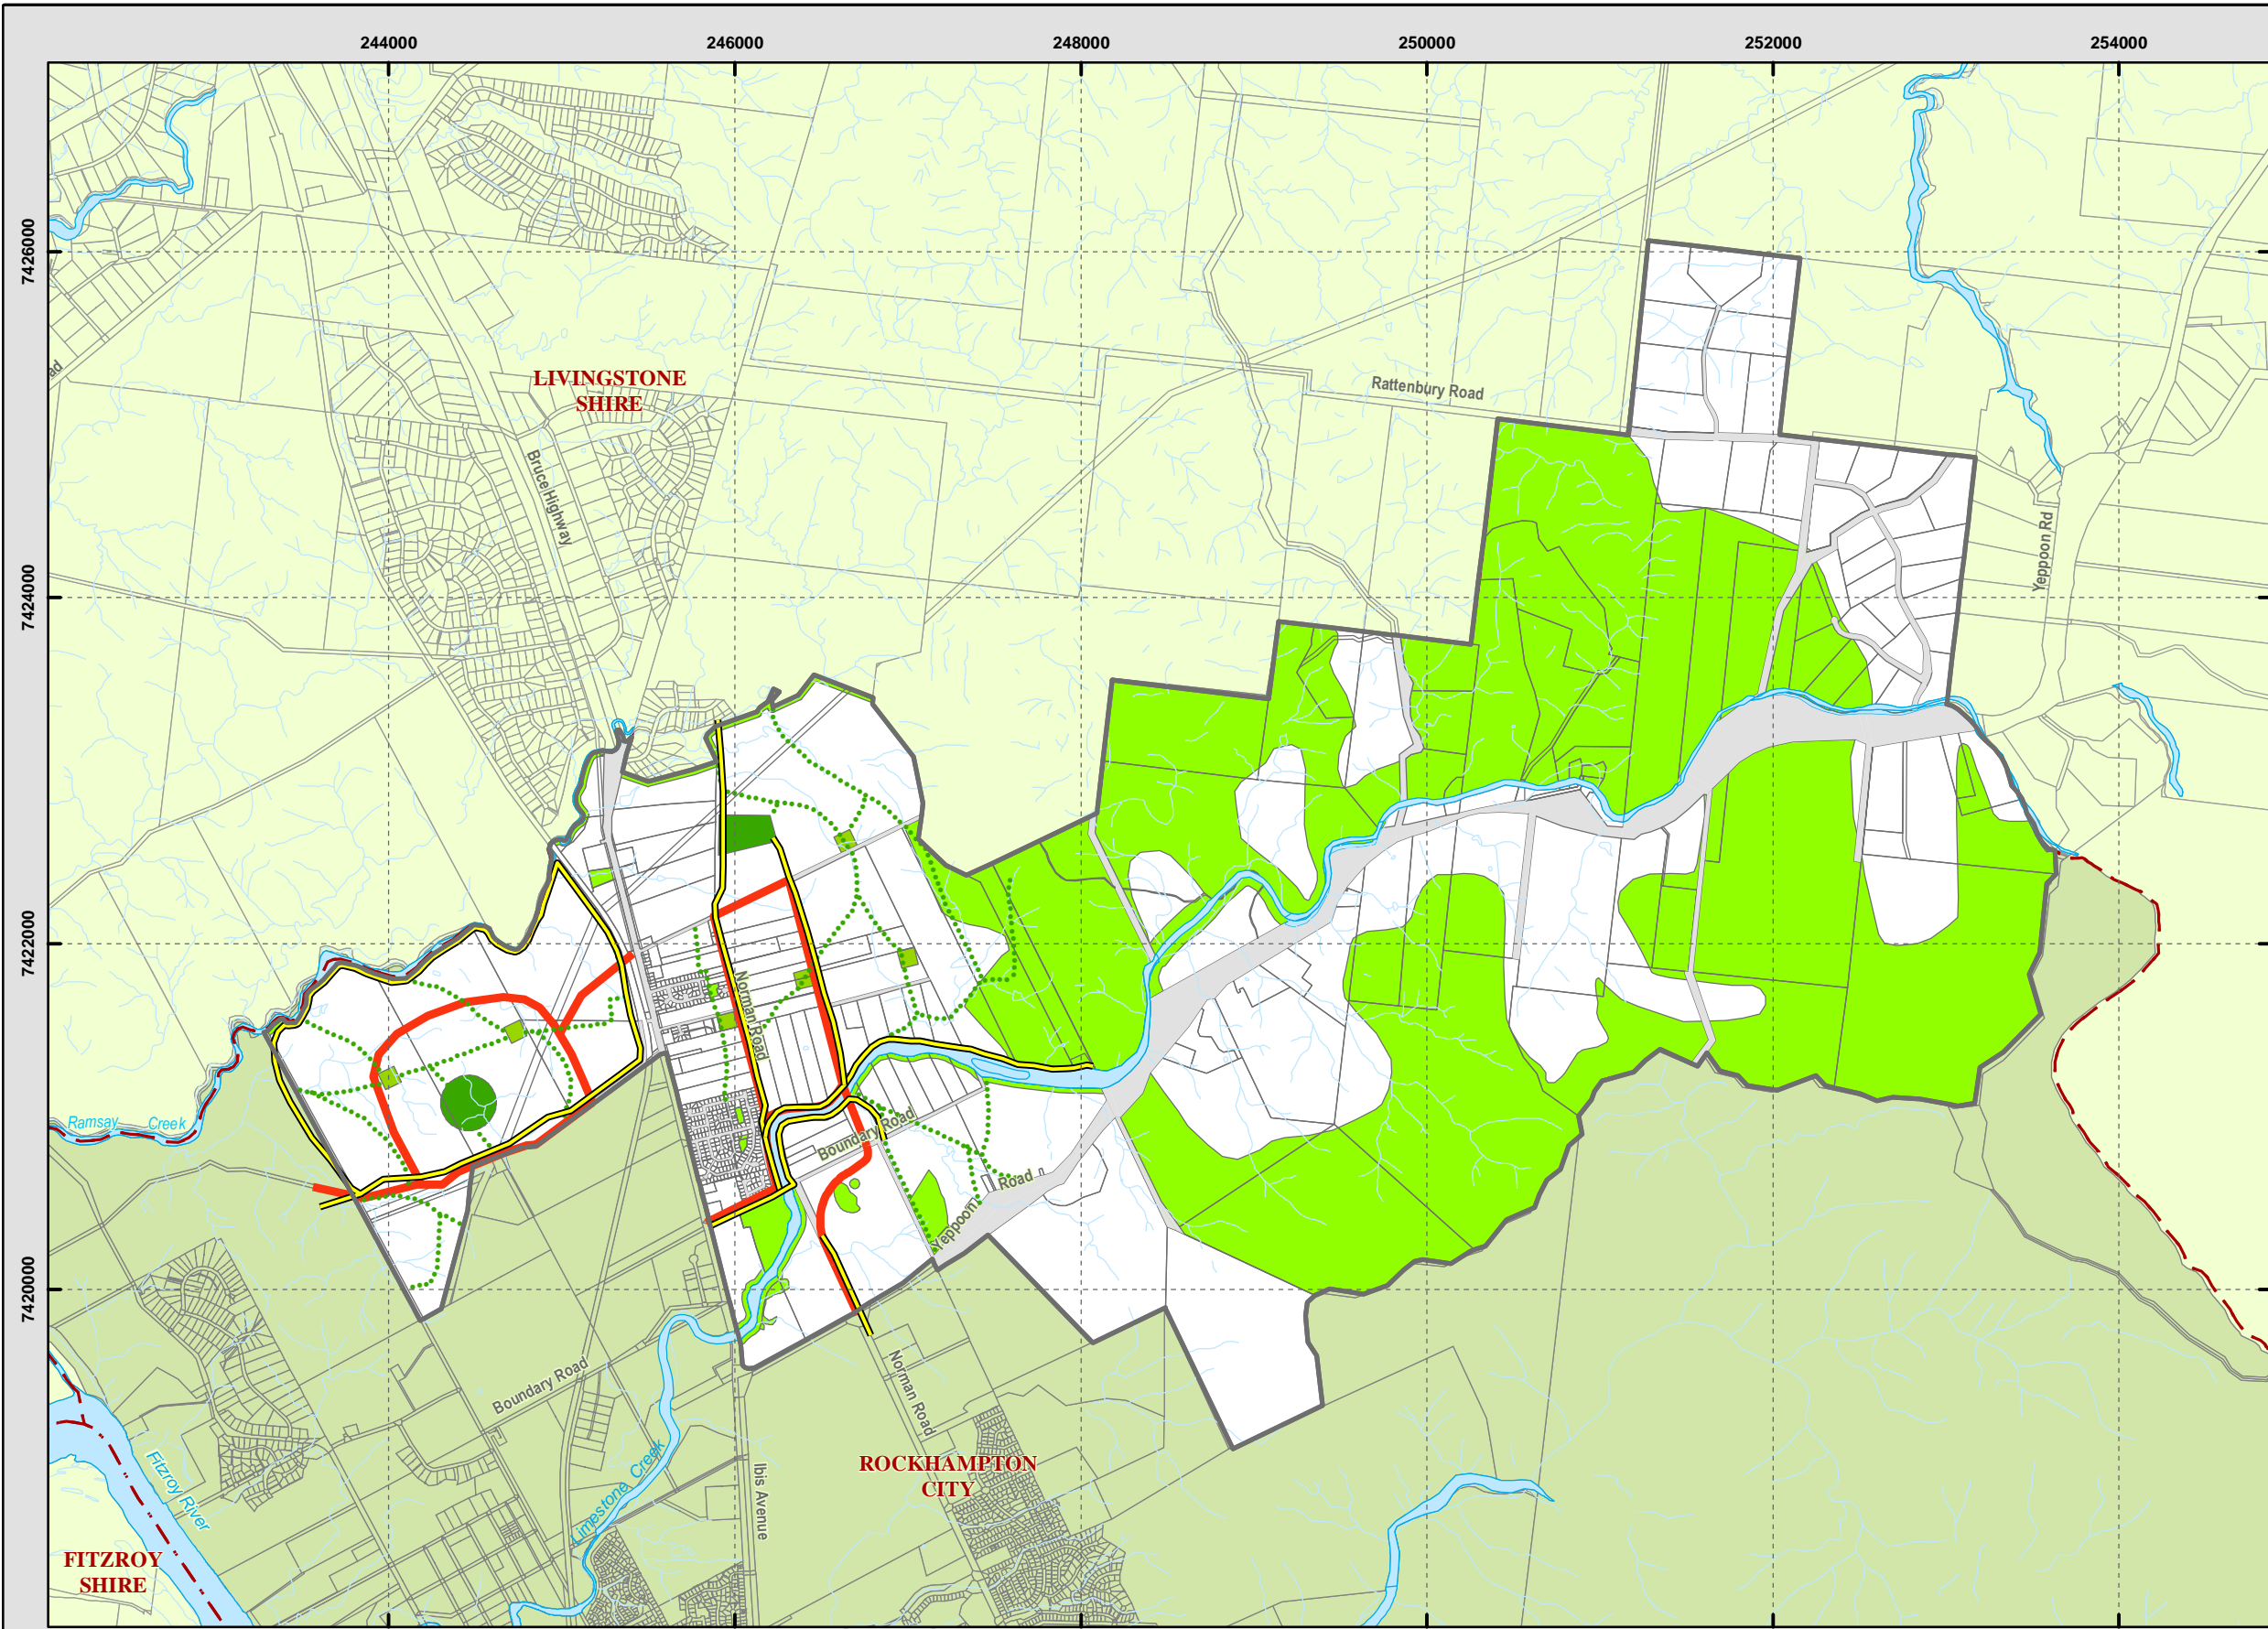 244000
246000
248000
250000
252000
254000
7426000
7424000
7422000
7420000
LIVINGSTONE
SHIRE
Rattenbury Road
ad
Bruce Highway
Yeppoon Rd
Norman Road
Ramsay Creek
Boundary Road
Yeppoon Road
Boundary Road
Norman Road
Limestone Creek
Ibis Avenue
ROCKHAMPTON
CITY
Fitzroy River
FITZROY
SHIRE